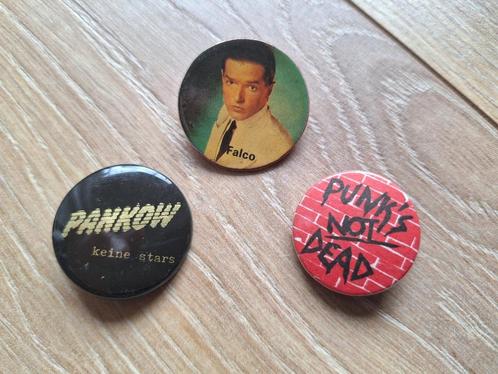 Falco
PANKOW
keine stars
PUNK'S
NOT
DEAD